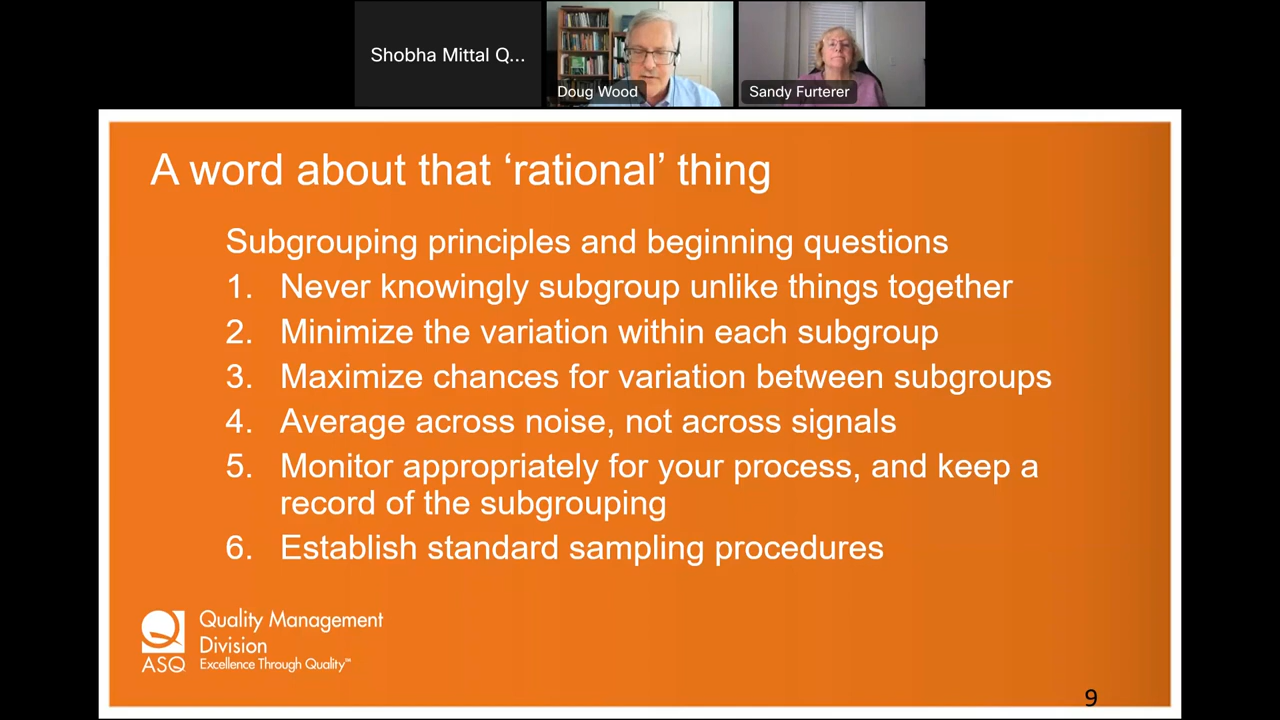 Shobha Mittal Q...
Doug Wood
Sandy Furterer
A word about that ‘rational’ thing
Subgrouping principles and beginning questions
1. Never knowingly subgroup unlike things together
2. Minimize the variation within each subgroup
3. Maximize chances for variation between subgroups
4. Average across noise, not across signals
5. Monitor appropriately for your process, and keep a
record of the subgrouping
6. Establish standard sampling procedures
Quality Management
Division
ASQ Excellence Through Quality™
9